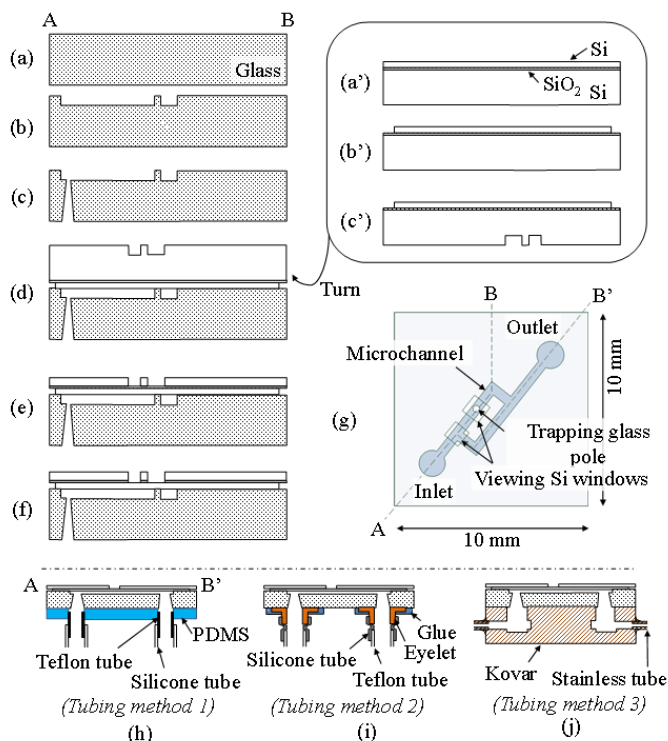 A
B
(a)
Glass
(b)
(c)
(d)
Turn
(e)
(f)
Si
(a’)
SiO2
Si
(b’)
(c’)
B
B’
Outlet
Microchannel
10 mm
(g)
Trapping glass
pole
Viewing Si windows
Inlet
A
10 mm
A
B’
PDMS
Teflon tube
Silicone tube
(Tubing method 1)
(h)
Glue
Eyelet
Silicone tube
Teflon tube
(Tubing method 2)
(i)
Kovar
Stainless tube
(Tubing method 3)
(j)